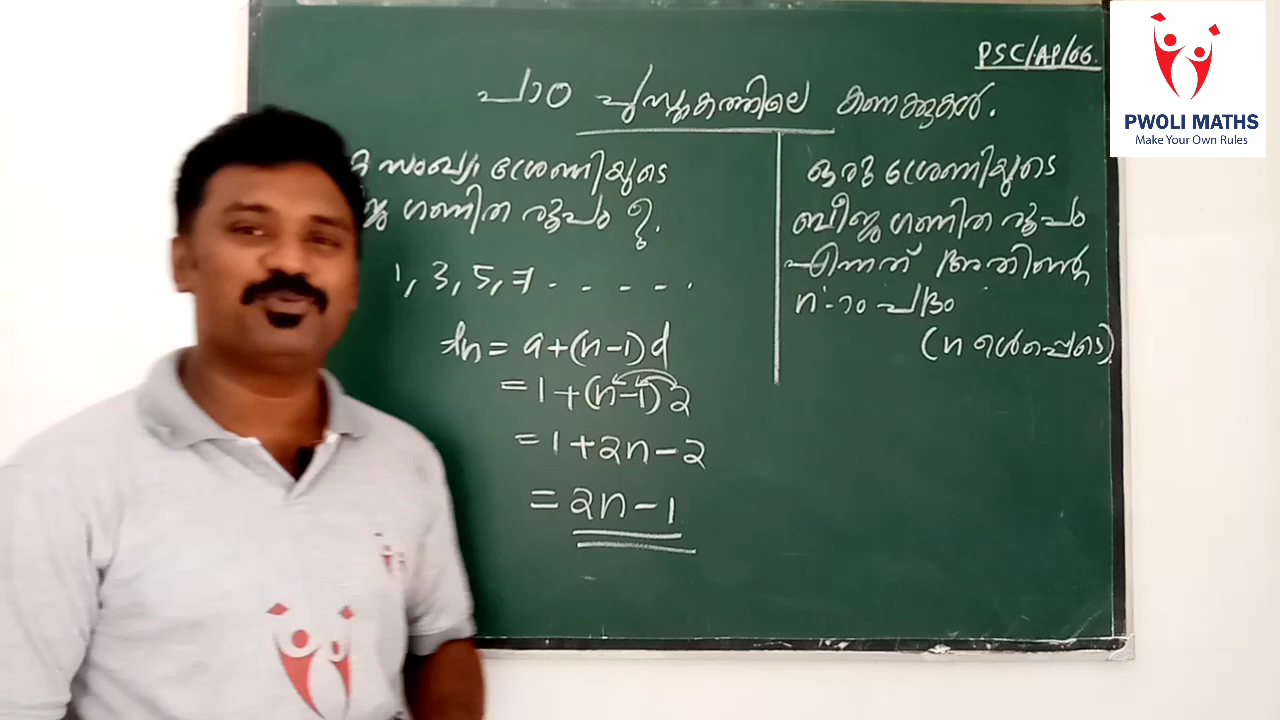 PSC/AP/06.
PWOLI MATHS
Make Your Own Rules
പാഠ പുസ്തകത്തിലെ കണക്കുകൾ.
സംഖ്യാ ശ്രേണിയുടെ
ഗണിത രൂപം ?
1, 3, 5, 7 . . . . . .
xn = a+(n-1)d
= 1+(n-1)2
= 1+2n-2
= 2n-1
ഒരു ശ്രേണിയുടെ
ബീജഗണിത രൂപം
എന്നത് അതിന്റെ
n-ാം പദം
(n ഉൾപ്പെടെ).